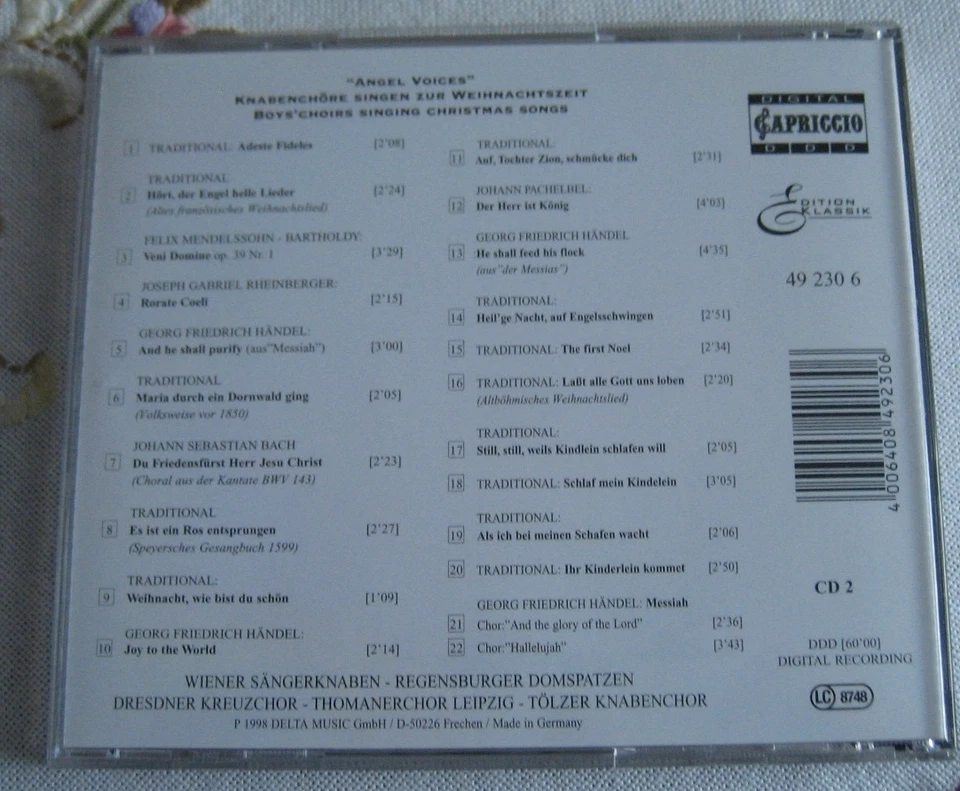 "ANGEL VOICES"
KNABENCHÖRE SINGEN ZUR WEIHNACHTSZEIT
BOYS'CHOIRS SINGING CHRISTMAS SONGS
1 TRADITIONAL: Adeste Fideles [2'08]
TRADITIONAL
2 Hört, der Engel helle Lieder [2'24]
(Altes französisches Weihnachtslied)
FELIX MENDELSSOHN - BARTHOLDY:
3 Veni Domine op. 39 Nr. 1 [3'29]
JOSEPH GABRIEL RHEINBERGER:
4 Rorate Coeli [2'15]
GEORG FRIEDRICH HÄNDEL:
5 And he shall purify (aus"Messiah") [3'00]
TRADITIONAL
6 Maria durch ein Dornwald ging [2'05]
(Volksweise vor 1850)
JOHANN SEBASTIAN BACH
7 Du Friedensfürst Herr Jesu Christ [2'23]
(Choral aus der Kantate BWV 143)
TRADITIONAL
8 Es ist ein Ros entsprungen [2'27]
(Speyersches Gesangbuch 1599)
TRADITIONAL:
9 Weihnacht, wie bist du schön [1'09]
GEORG FRIEDRICH HÄNDEL:
10 Joy to the World [2'14]
TRADITIONAL:
11 Auf, Tochter Zion, schmücke dich [2'31]
JOHANN PACHELBEL:
12 Der Herr ist König [4'03]
GEORG FRIEDRICH HÄNDEL
13 He shall feed his flock [4'35]
(aus"der Messias")
TRADITIONAL:
14 Heil'ge Nacht, auf Engelsschwingen [2'51]
15 TRADITIONAL: The first Noel [2'34]
16 TRADITIONAL: Laßt alle Gott uns loben [2'20]
(Altböhmisches Weihnachtslied)
TRADITIONAL:
17 Still, still, weils Kindlein schlafen will [2'05]
18 TRADITIONAL: Schlaf mein Kindelein [3'05]
TRADITIONAL:
19 Als ich bei meinen Schafen wacht [2'06]
20 TRADITIONAL: Ihr Kinderlein kommet [2'50]
GEORG FRIEDRICH HÄNDEL: Messiah
21 Chor:"And the glory of the Lord" [2'36]
22 Chor:"Hallelujah" [3'43]
DIGITAL
CAPRICCIO
D D D
EDITION
KLASSIK
49 230 6
4 006408 492306
CD 2
DDD [60'00]
DIGITAL RECORDING
LC 8748
WIENER SÄNGERKNABEN - REGENSBURGER DOMSPATZEN
DRESDNER KREUZCHOR - THOMANERCHOR LEIPZIG - TÖLZER KNABENCHOR
P 1998 DELTA MUSIC GmbH / D-50226 Frechen / Made in Germany